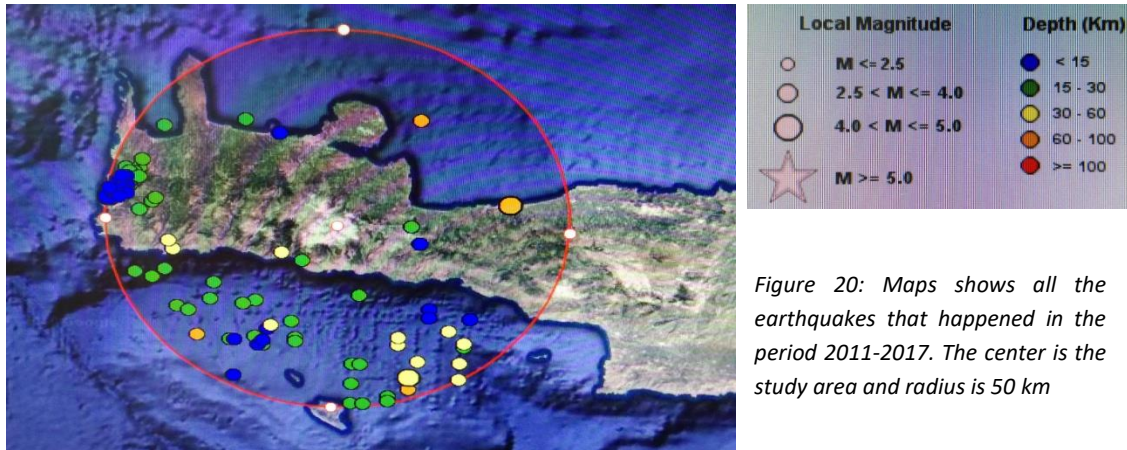 Local Magnitude
M <= 2.5
2.5 < M <= 4.0
4.0 < M <= 5.0
M >= 5.0
Depth (Km)
< 15
15 - 30
30 - 60
60 - 100
>= 100
Figure 20: Maps shows all the
earthquakes that happened in the
period 2011-2017. The center is the
study area and radius is 50 km